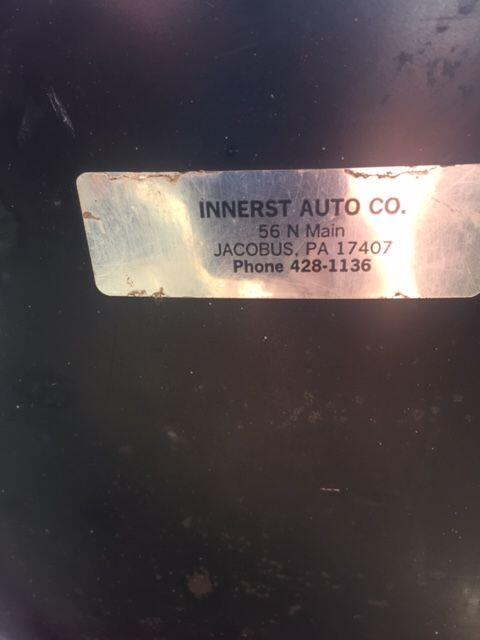 INNERST AUTO CO.
56 N Main
JACOBUS, PA 17407
Phone 428-1136